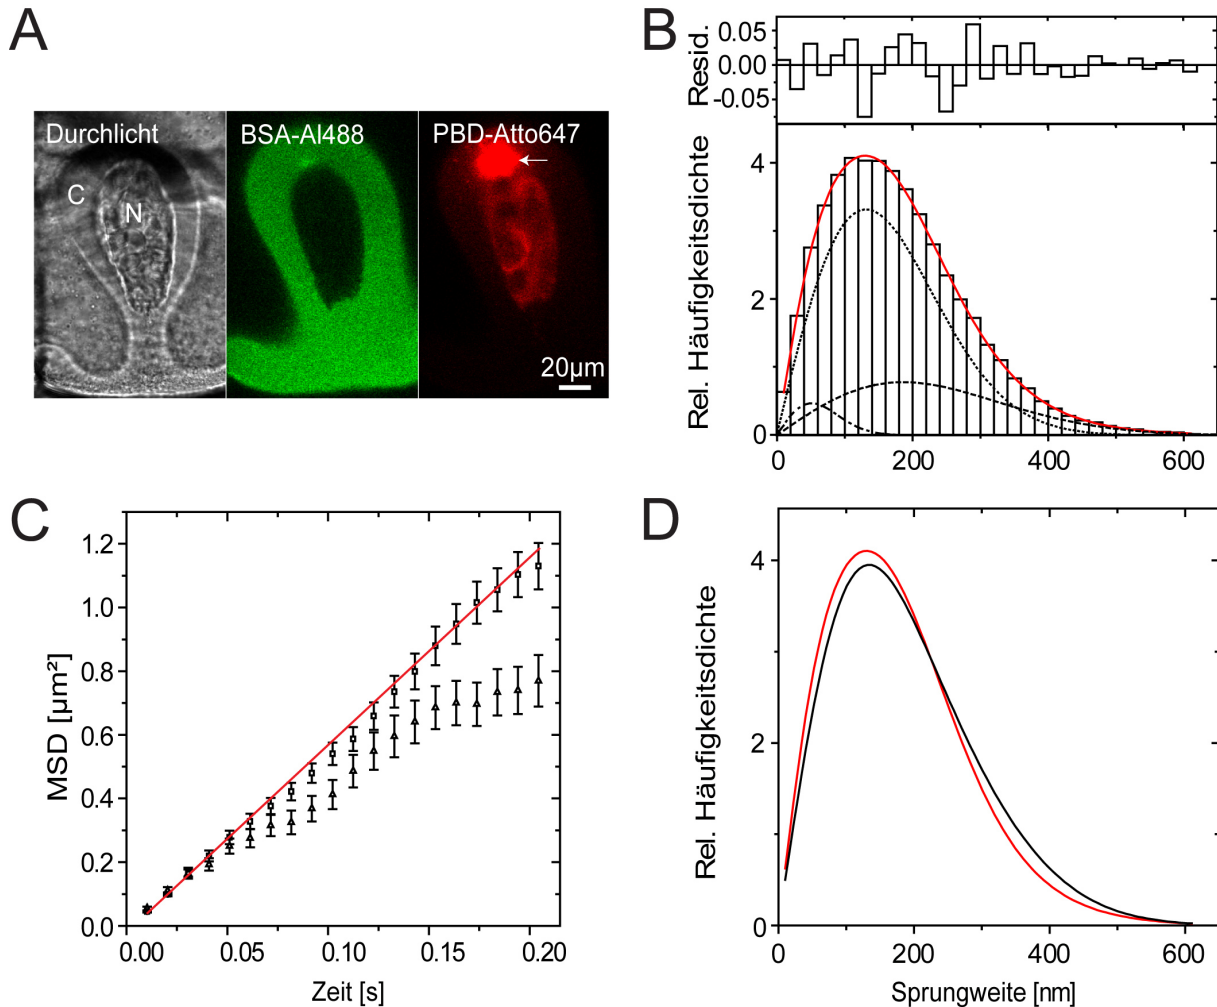 A
Durchlicht
C
N
BSA-Al488
PBD-Atto647
20µm
B
Resid.
0.05
0.00
-0.05
Rel. Häufigkeitsdichte
4
2
0
0 200 400 600
C
MSD [µm²]
1.2
1.0
0.8
0.6
0.4
0.2
0.0
0.00 0.05 0.10 0.15 0.20
Zeit [s]
D
Rel. Häufigkeitsdichte
4
2
0
0 200 400 600
Sprungweite [nm]